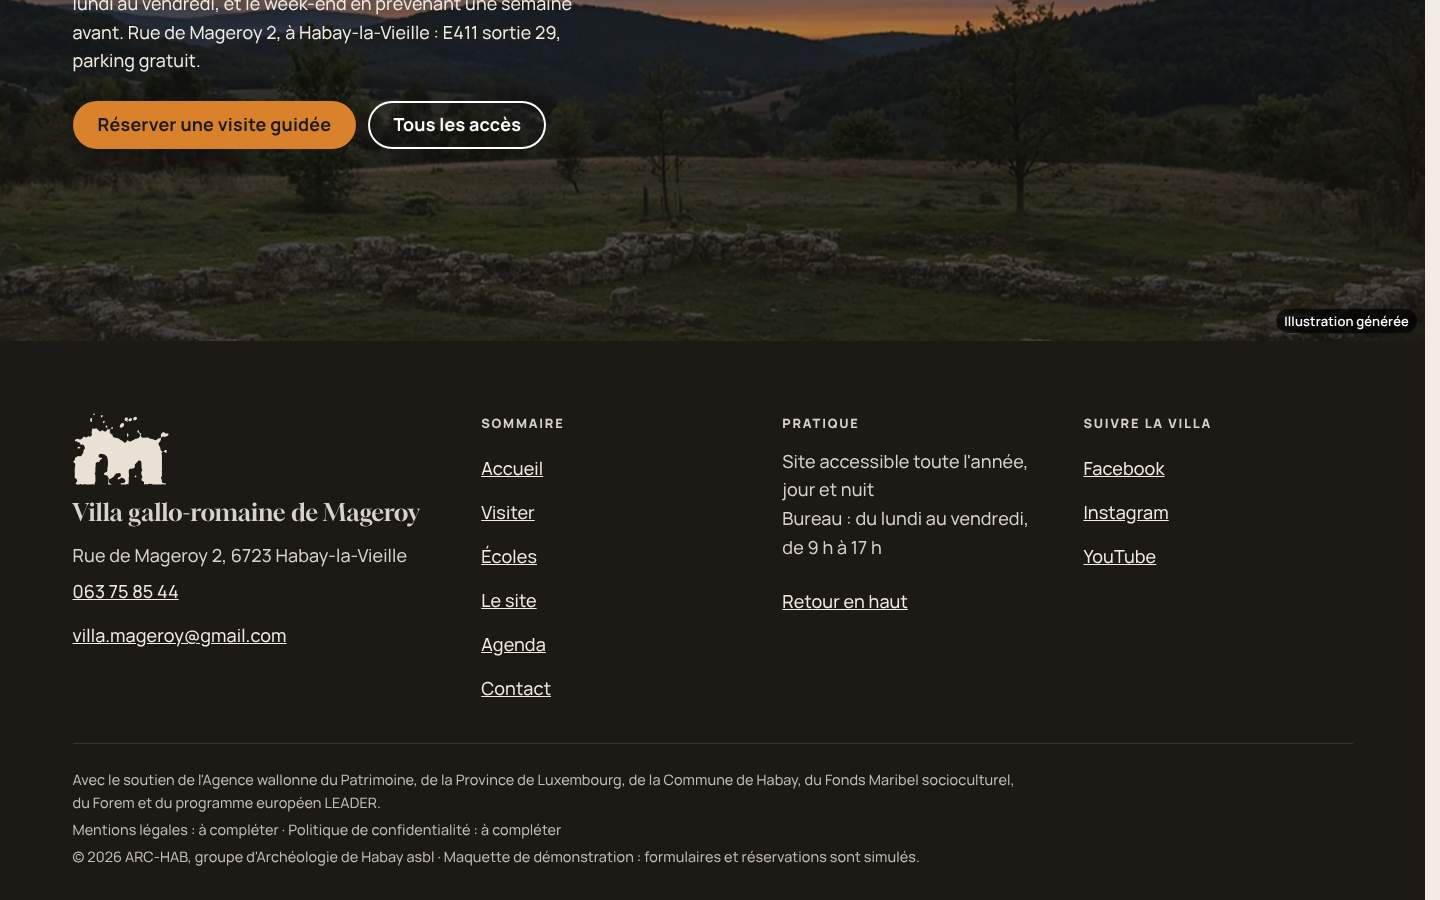 lundi au vendredi, et le week-end en prévenant une semaine
avant. Rue de Mageroy 2, à Habay-la-Vieille : E411 sortie 29,
parking gratuit.
Réserver une visite guidée
Tous les accès
Illustration générée
Villa gallo-romaine de Mageroy
Rue de Mageroy 2, 6723 Habay-la-Vieille
063 75 85 44
villa.mageroy@gmail.com
SOMMAIRE
Accueil
Visiter
Écoles
Le site
Agenda
Contact
PRATIQUE
Site accessible toute l'année,
jour et nuit
Bureau : du lundi au vendredi,
de 9 h à 17 h
Retour en haut
SUIVRE LA VILLA
Facebook
Instagram
YouTube
Avec le soutien de l'Agence wallonne du Patrimoine, de la Province de Luxembourg, de la Commune de Habay, du Fonds Maribel socioculturel,
du Forem et du programme européen LEADER.
Mentions légales : à compléter · Politique de confidentialité : à compléter
© 2026 ARC-HAB, groupe d'Archéologie de Habay asbl · Maquette de démonstration : formulaires et réservations sont simulés.